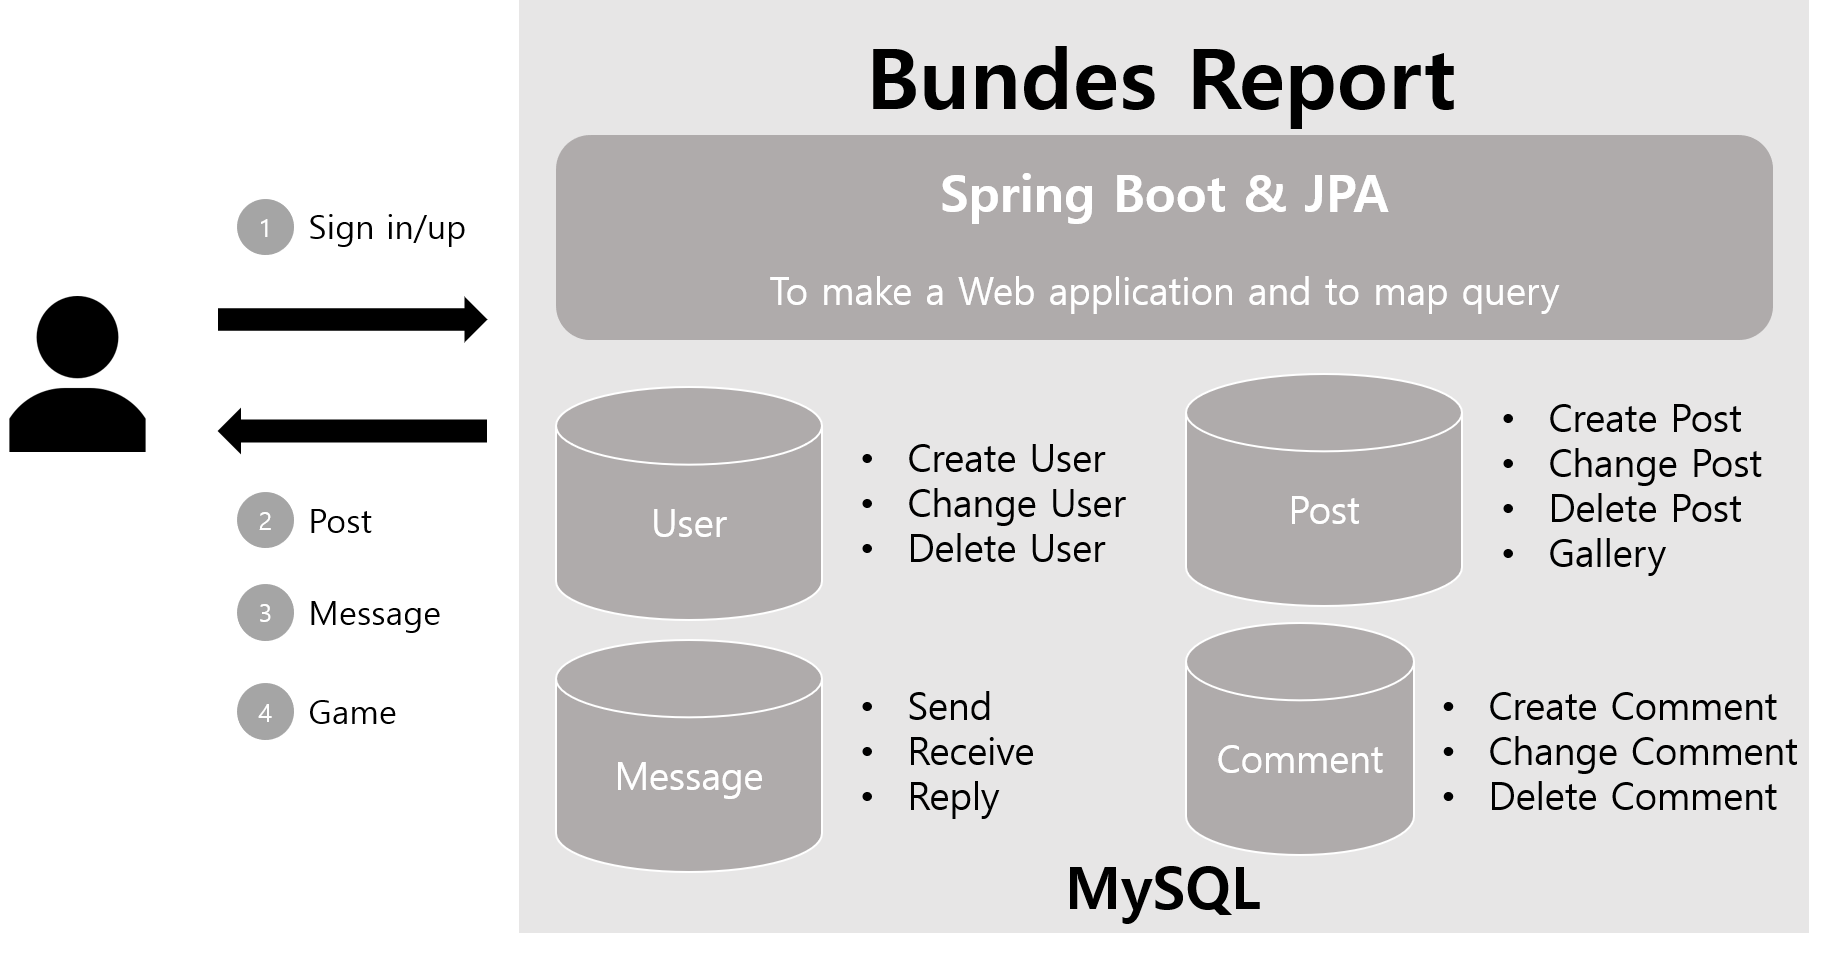 Bundes Report
Spring Boot & JPA
To make a Web application and to map query
1 Sign in/up
2 Post
3 Message
4 Game
User
• Create User
• Change User
• Delete User
Post
• Create Post
• Change Post
• Delete Post
• Gallery
Message
• Send
• Receive
• Reply
Comment
• Create Comment
• Change Comment
• Delete Comment
MySQL